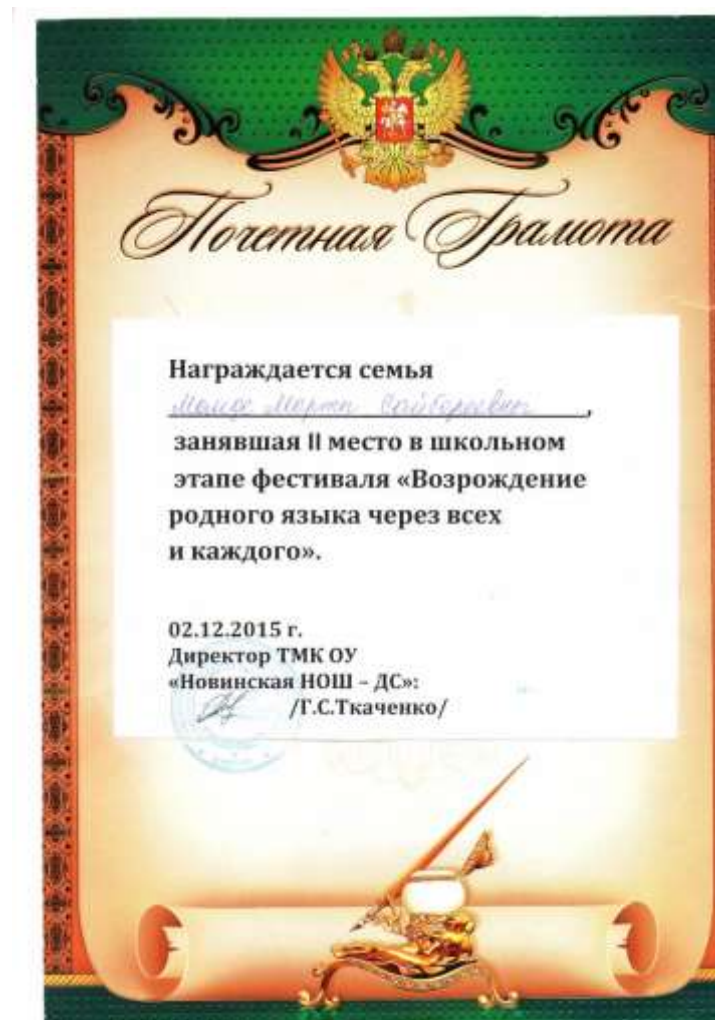 Почетная Грамота
Награждается семья
занявшая II место в школьном
этапе фестиваля «Возрождение
родного языка через всех
и каждого».
02.12.2015 г.
Директор ТМК ОУ
«Новинская НОШ – ДС»:
/Г.С.Ткаченко/